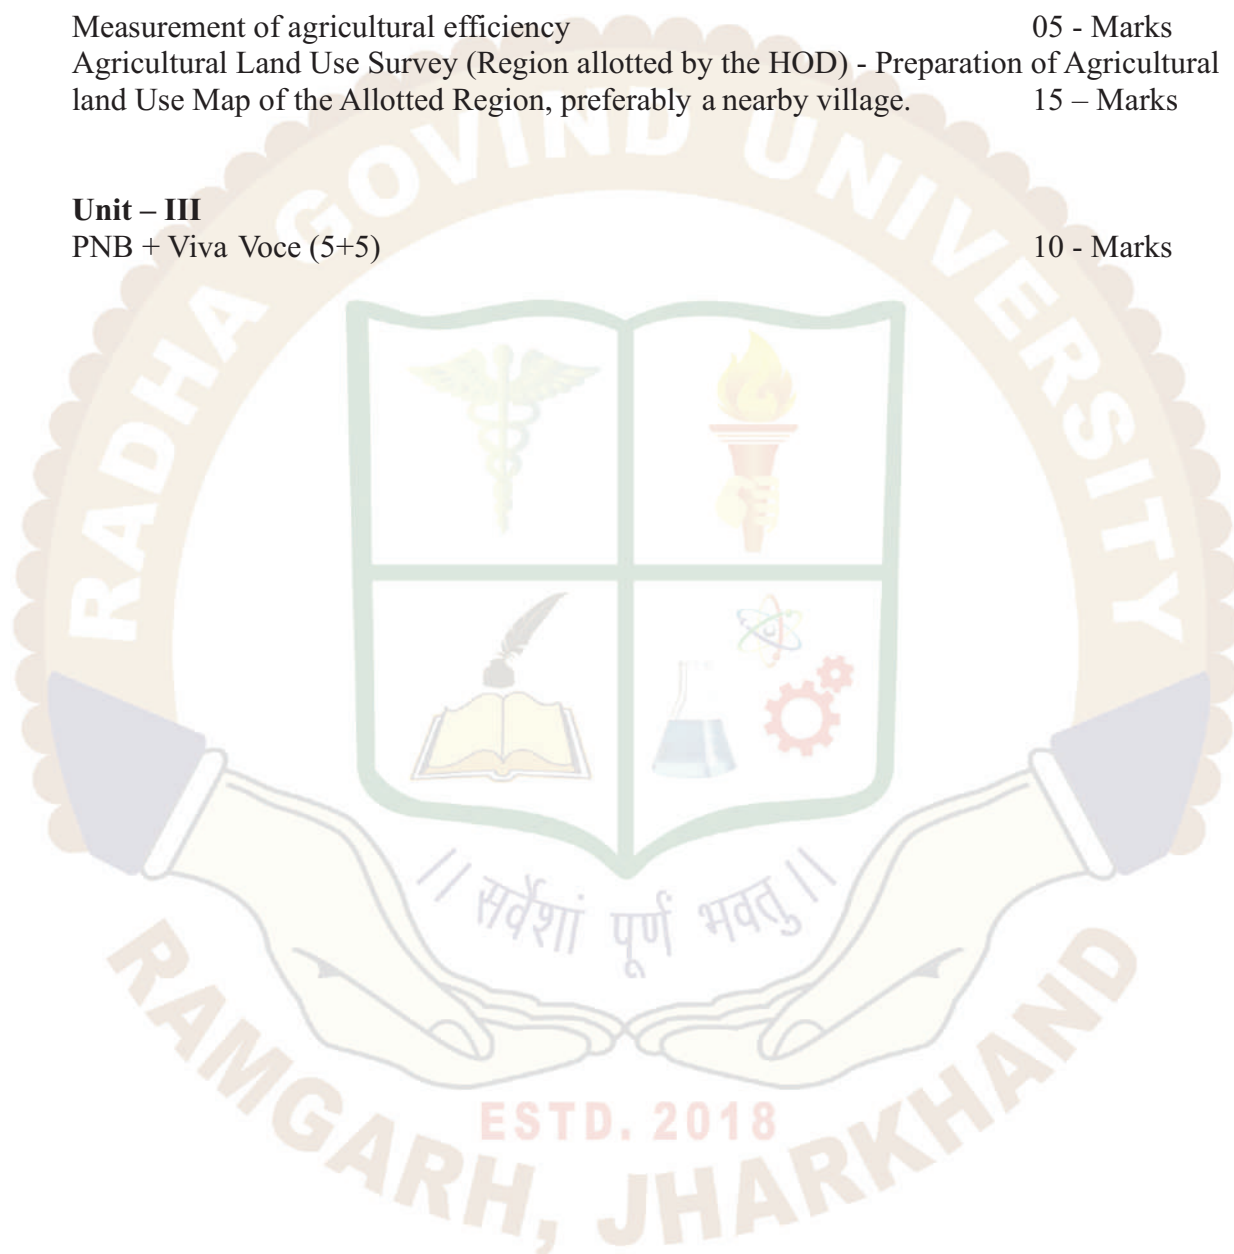 Measurement of agricultural efficiency 05 - Marks
Agricultural Land Use Survey (Region allotted by the HOD) - Preparation of Agricultural
land Use Map of the Allotted Region, preferably a nearby village. 15 – Marks
Unit – III
PNB + Viva Voce (5+5) 10 - Marks
RADHA GOVIND UNIVERSITY
|| सर्वेशां पूर्ण भवतु ||
ESTD. 2018
RAMGARH, JHARKHAND